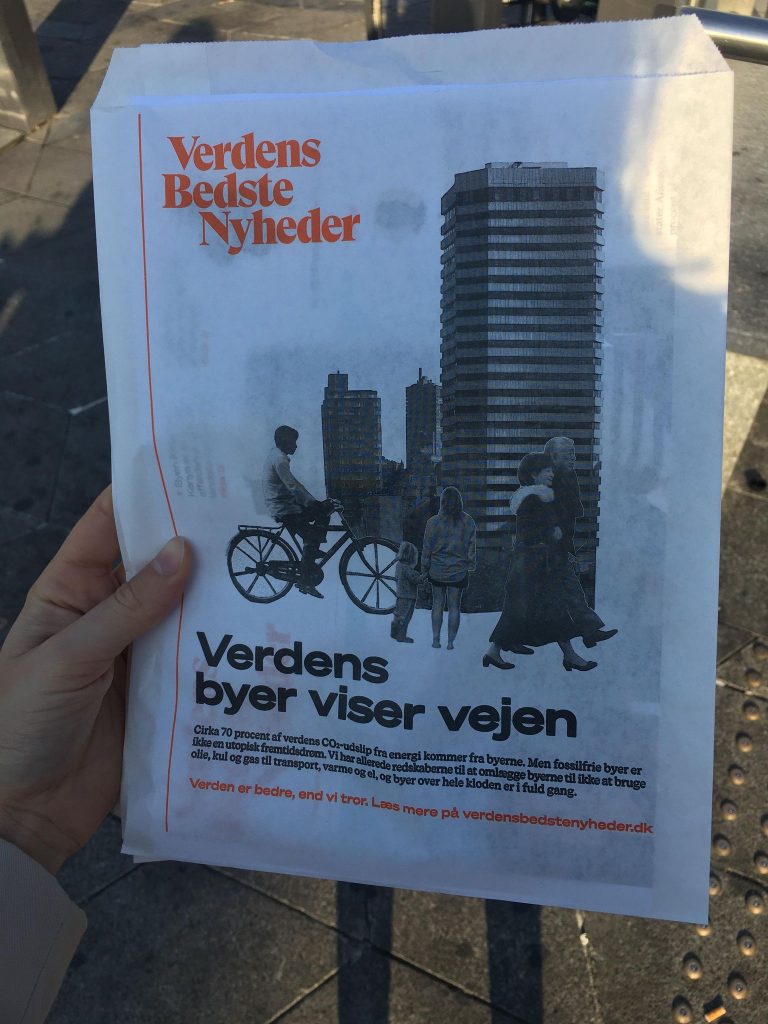 Verdens
Bedste
Nyheder
Verdens
byer viser vejen
Cirka 70 procent af verdens CO₂-udslip fra energi kommer fra byerne. Men fossilfrie byer er
ikke en utopisk fremtidsdrøm. Vi har allerede redskaberne til at omlægge byerne til ikke at bruge
olie, kul og gas til transport, varme og el, og byer over hele kloden er i fuld gang.
Verden er bedre, end vi tror. Læs mere på verdensbedstenyheder.dk